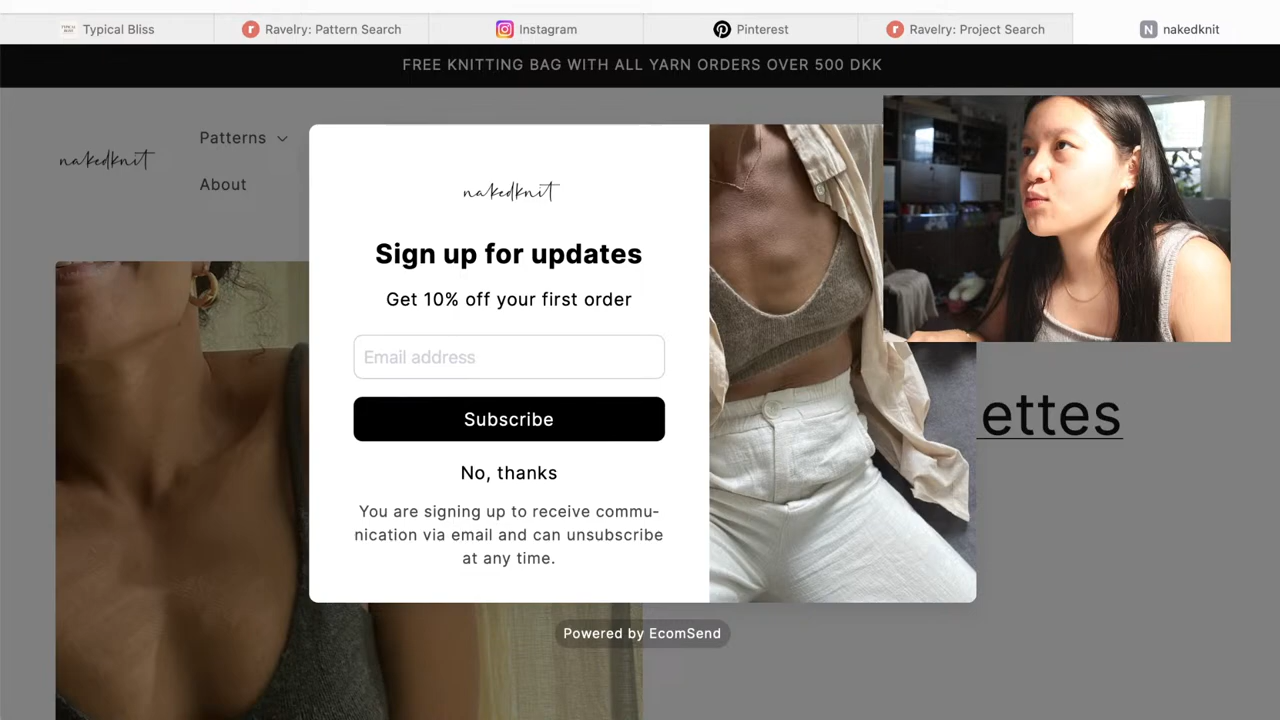 Typical Bliss
Ravelry: Pattern Search
Instagram
Pinterest
Ravelry: Project Search
N nakedknit
FREE KNITTING BAG WITH ALL YARN ORDERS OVER 500 DKK
nakedknit
Patterns
About
nakedknit
Sign up for updates
Get 10% off your first order
Email address
Subscribe
No, thanks
You are signing up to receive commu-
nication via email and can unsubscribe
at any time.
ettes
Powered by EcomSend